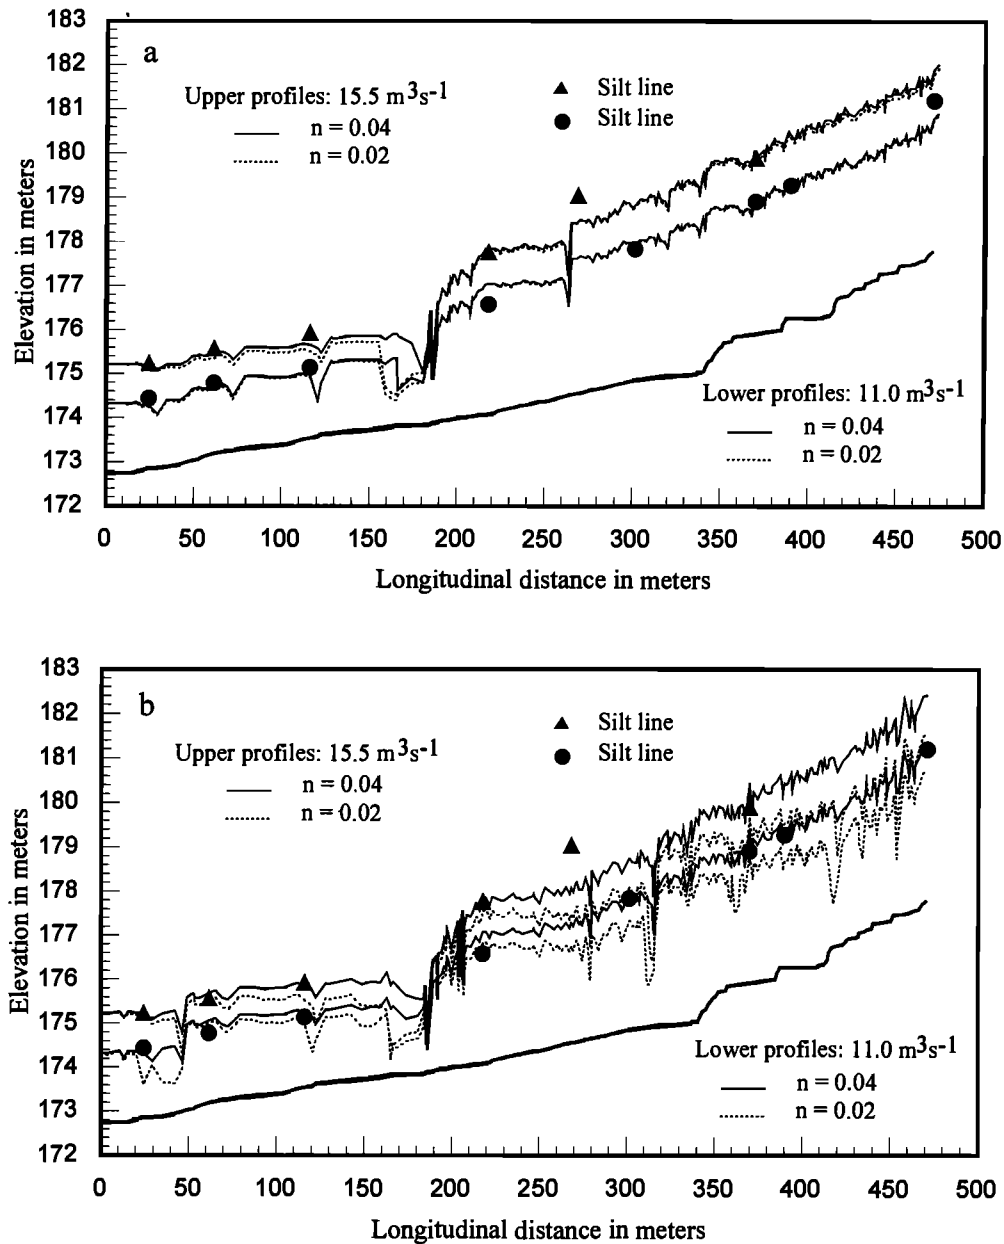 183
182
181
180
179
178
177
176
175
174
173
172
Elevation in meters
a
Upper profiles: 15.5 m3s-1
n = 0.04
n = 0.02
Silt line
Silt line
Lower profiles: 11.0 m3s-1
n = 0.04
n = 0.02
0 50 100 150 200 250 300 350 400 450 500
Longitudinal distance in meters
183
182
181
180
179
178
177
176
175
174
173
172
Elevation in meters
b
Upper profiles: 15.5 m3s-1
n = 0.04
n = 0.02
Silt line
Silt line
Lower profiles: 11.0 m3s-1
n = 0.04
n = 0.02
0 50 100 150 200 250 300 350 400 450 500
Longitudinal distance in meters